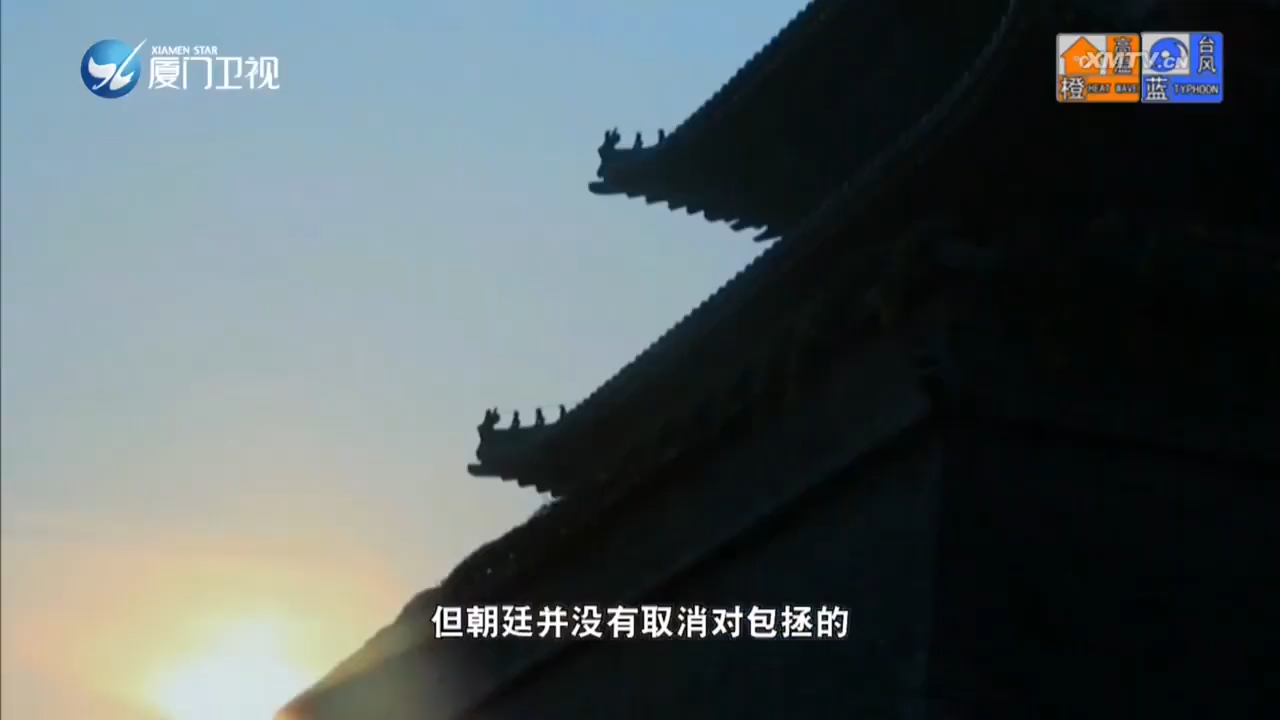 XIAMEN STAR
厦门卫视
高温
橙 HEAT WAVE
XMTV.CN
台风
蓝 TYPHOON
但朝廷并没有取消对包拯的